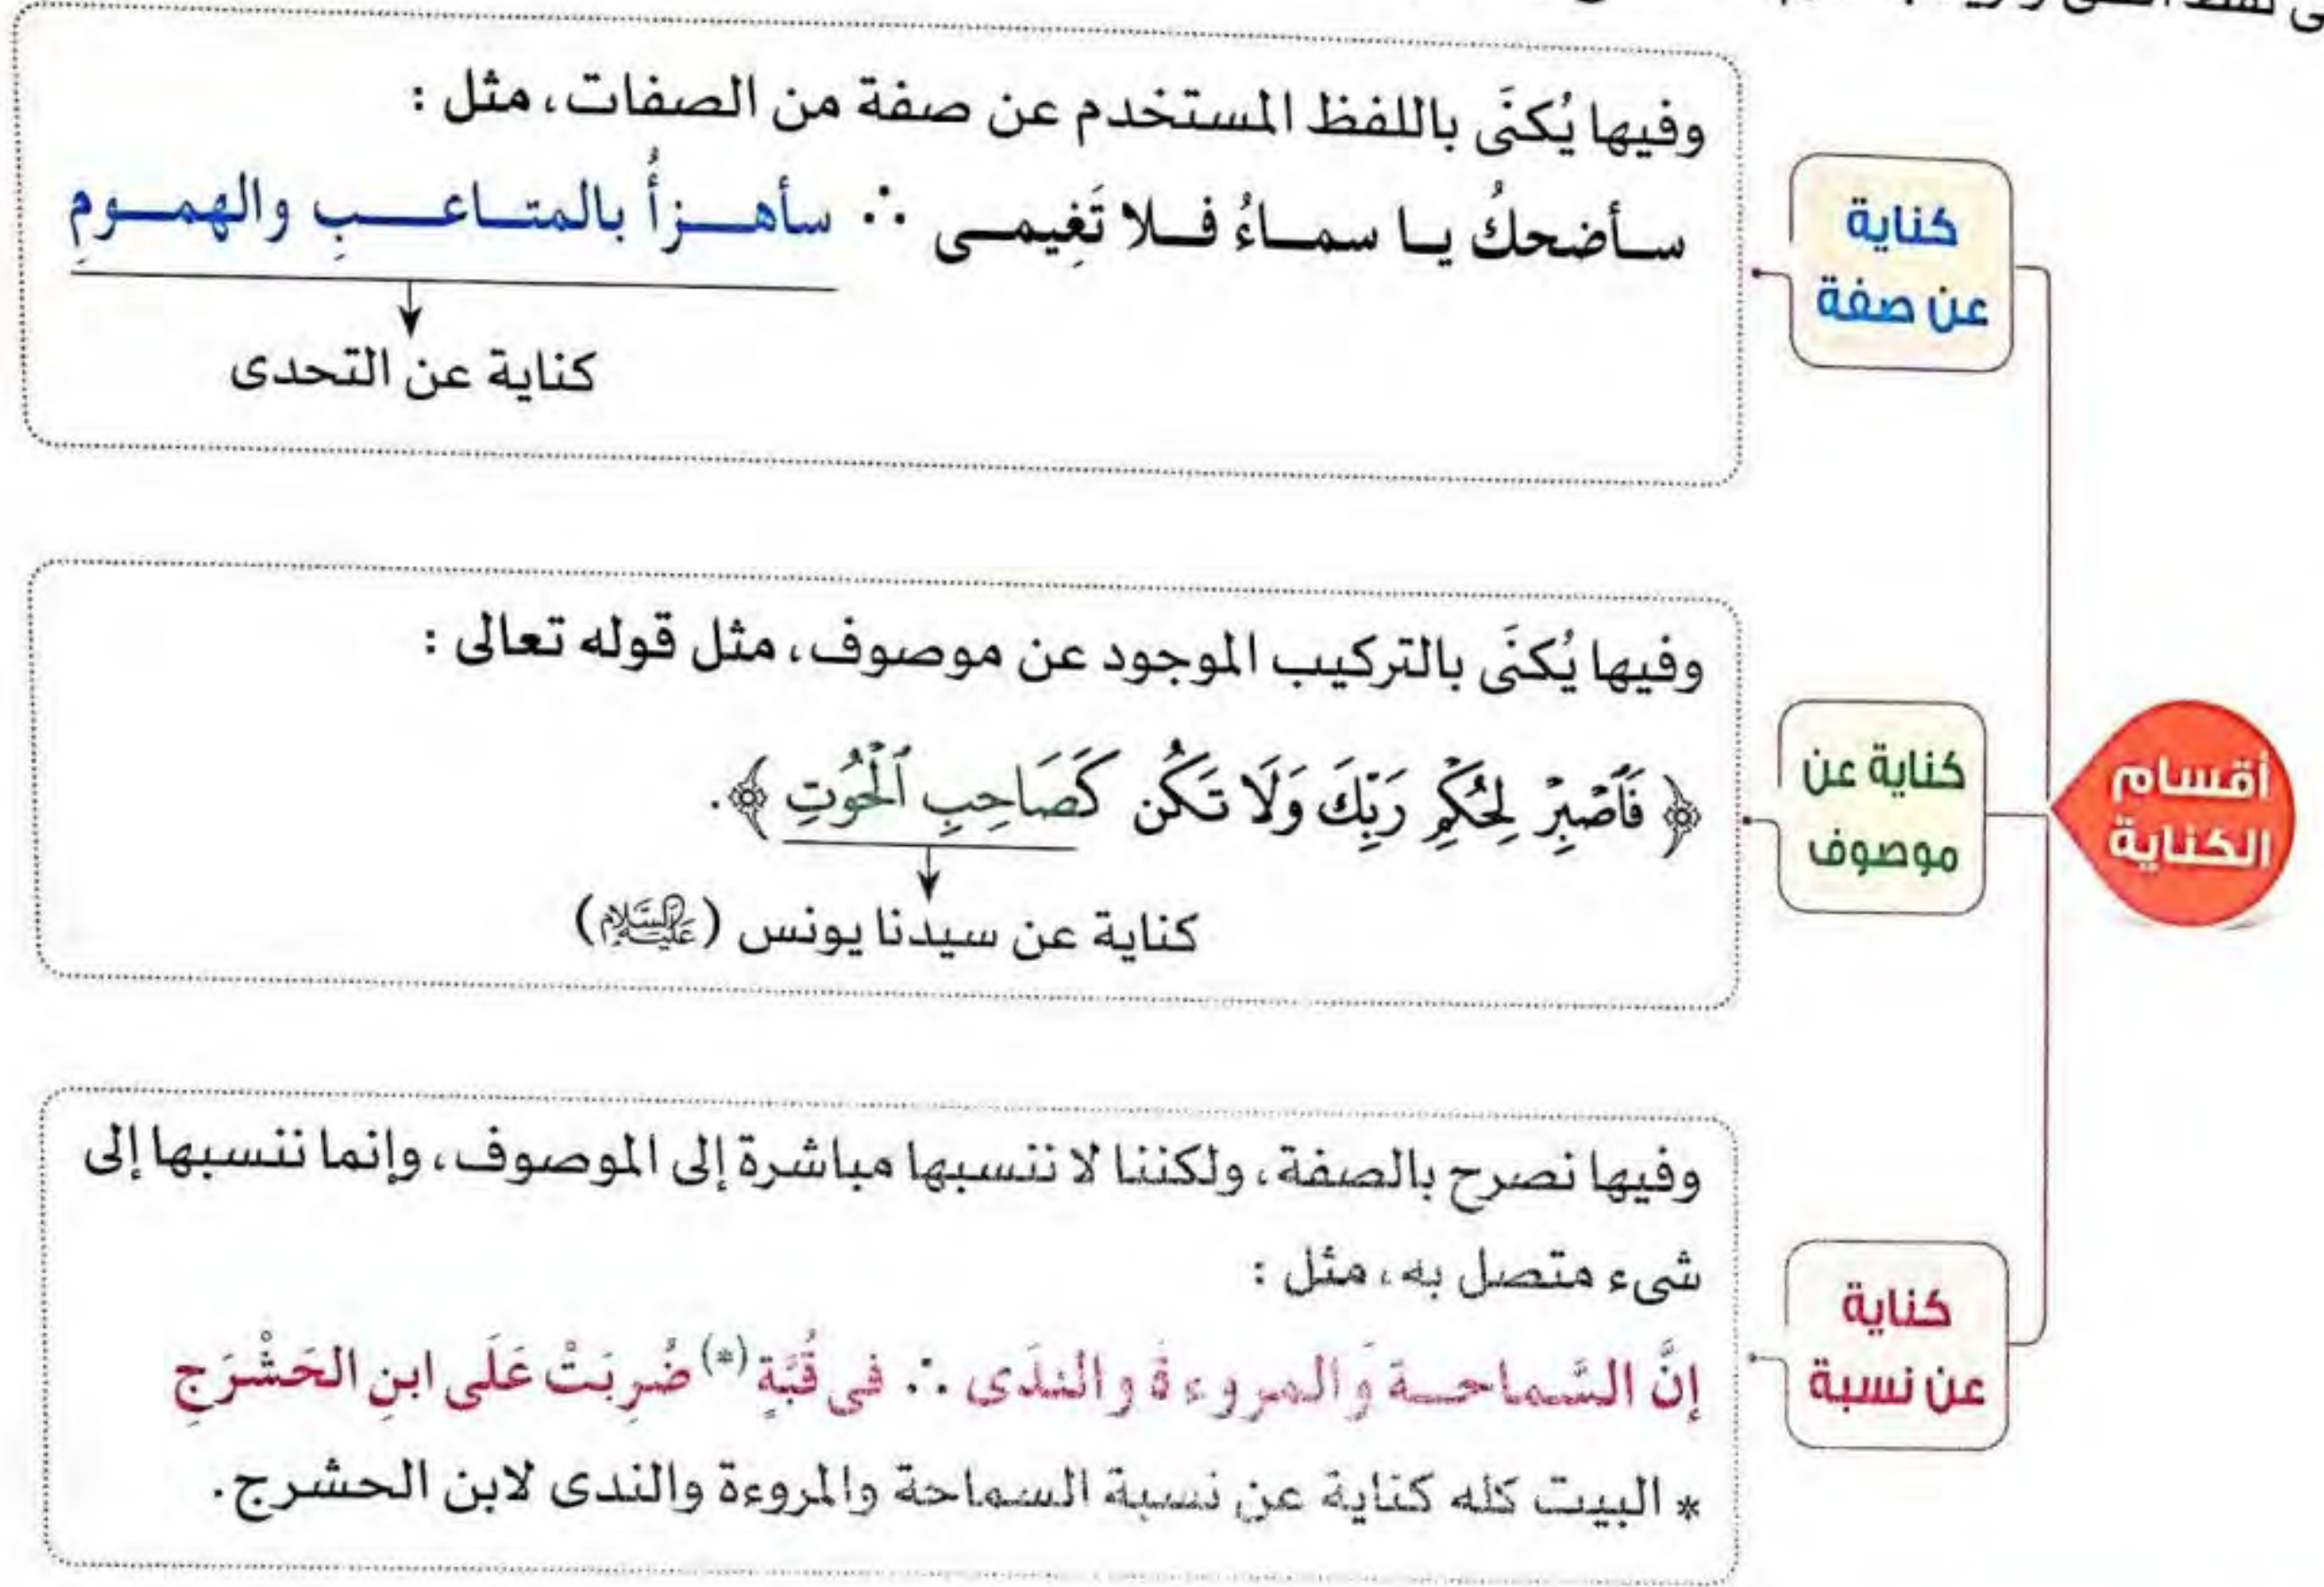 أقسام
الكناية
كناية
عن صفة
وفيها يُكنَّى باللفظ المستخدم عن صفة من الصفات، مثل :
سأضحكُ يا سماءُ فلا تَغِيمى ∴ سأهزأُ بالمتاعبِ والهمومِ
كناية عن التحدى
كناية عن
موصوف
وفيها يُكنَّى بالتركيب الموجود عن موصوف، مثل قوله تعالى :
﴿ فَٱصْبِرْ لِحُكْمِ رَبِّكَ وَلَا تَكُن كَصَاحِبِ ٱلْحُوتِ ﴾.
كناية عن سيدنا يونس (عَلَيْهِ السَّلَامُ)
كناية
عن نسبة
وفيها نصرح بالصفة، ولكننا لا ننسبها مباشرة إلى الموصوف، وإنما ننسبها إلى
شىء متصل به، مثل :
إنَّ السَّماحـةَ والمروءةَ والندَى ∴ فى قُبَّةٍ (*) ضُرِبَتْ عَلَى ابنِ الحَشْرَجِ
* البيت كله كناية عن نسبة السماحة والمروءة والندى لابن الحشرج.